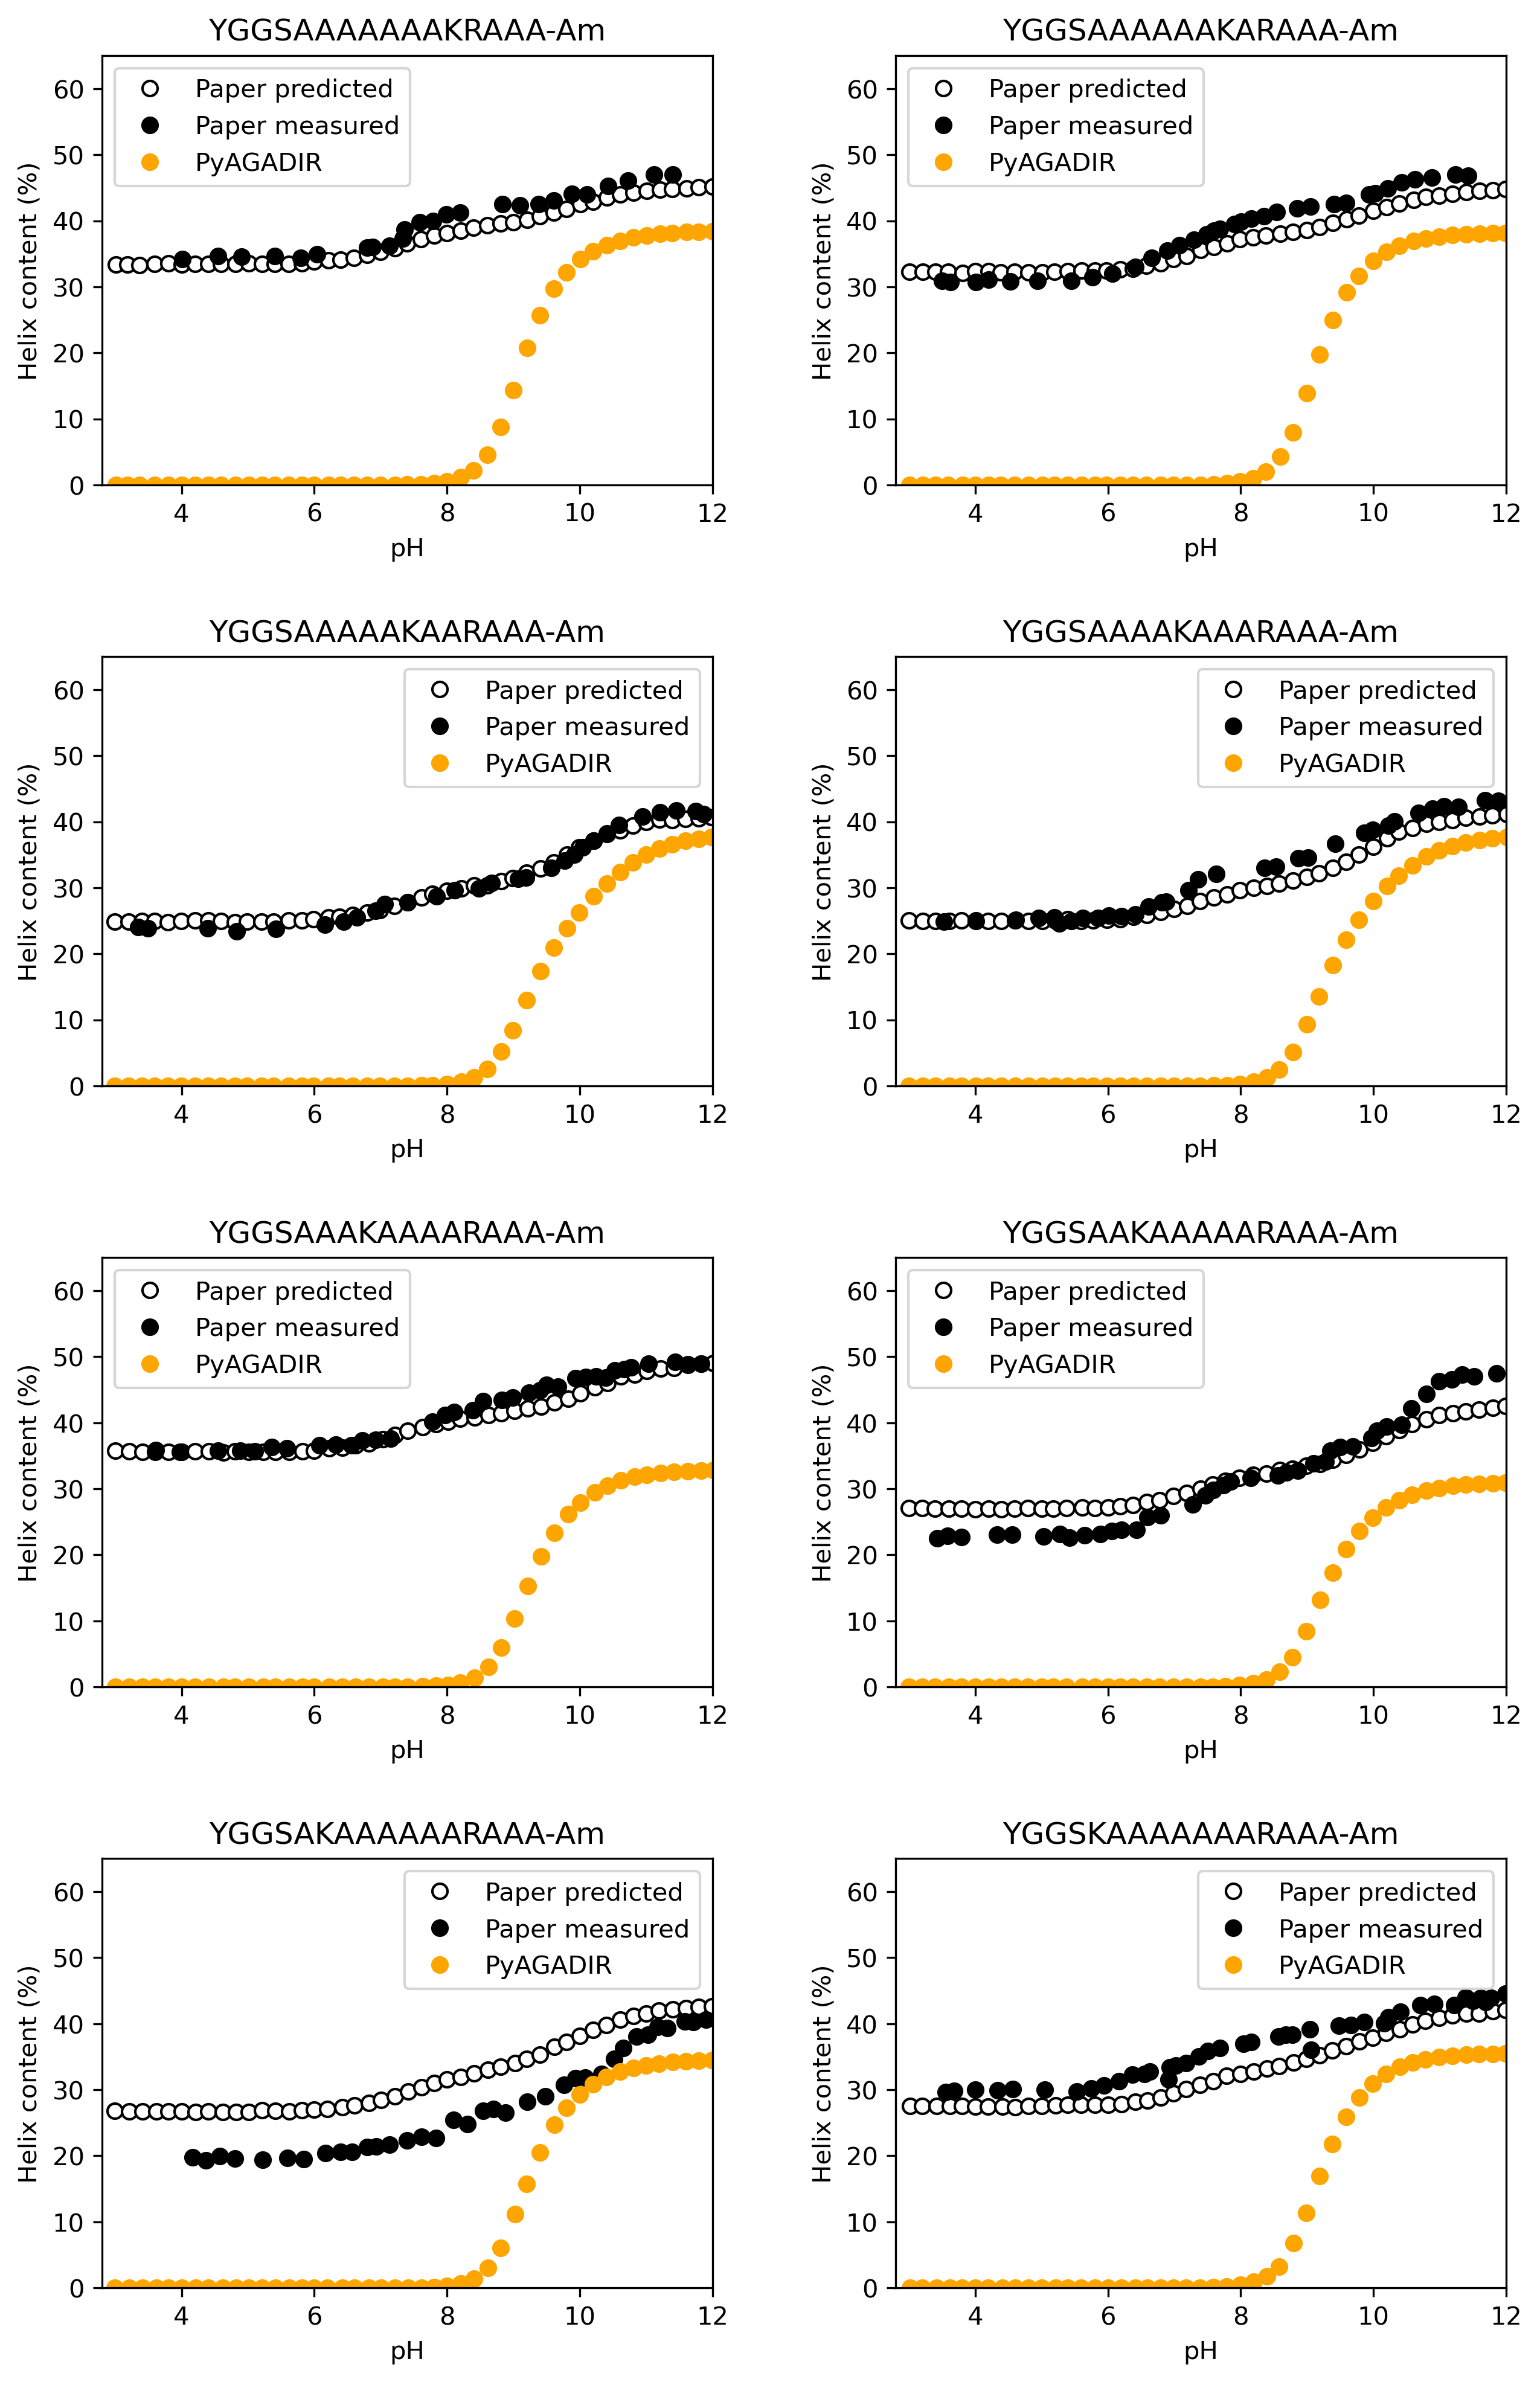 YGGSAAAAAAAKRAAA-Am
Paper predicted
Paper measured
PyAGADIR
Helix content (%)
60
50
40
30
20
10
0
4 6 8 10 12
pH
YGGSAAAAAAKARAAA-Am
Paper predicted
Paper measured
PyAGADIR
Helix content (%)
60
50
40
30
20
10
0
4 6 8 10 12
pH
YGGSAAAAAKAARAAA-Am
Paper predicted
Paper measured
PyAGADIR
Helix content (%)
60
50
40
30
20
10
0
4 6 8 10 12
pH
YGGSAAAAKAAARAAA-Am
Paper predicted
Paper measured
PyAGADIR
Helix content (%)
60
50
40
30
20
10
0
4 6 8 10 12
pH
YGGSAAAKAAAARAAA-Am
Paper predicted
Paper measured
PyAGADIR
Helix content (%)
60
50
40
30
20
10
0
4 6 8 10 12
pH
YGGSAAKAAAAARAAA-Am
Paper predicted
Paper measured
PyAGADIR
Helix content (%)
60
50
40
30
20
10
0
4 6 8 10 12
pH
YGGSAKAAAAAARAAA-Am
Paper predicted
Paper measured
PyAGADIR
Helix content (%)
60
50
40
30
20
10
0
4 6 8 10 12
pH
YGGSKAAAAAAARAAA-Am
Paper predicted
Paper measured
PyAGADIR
Helix content (%)
60
50
40
30
20
10
0
4 6 8 10 12
pH